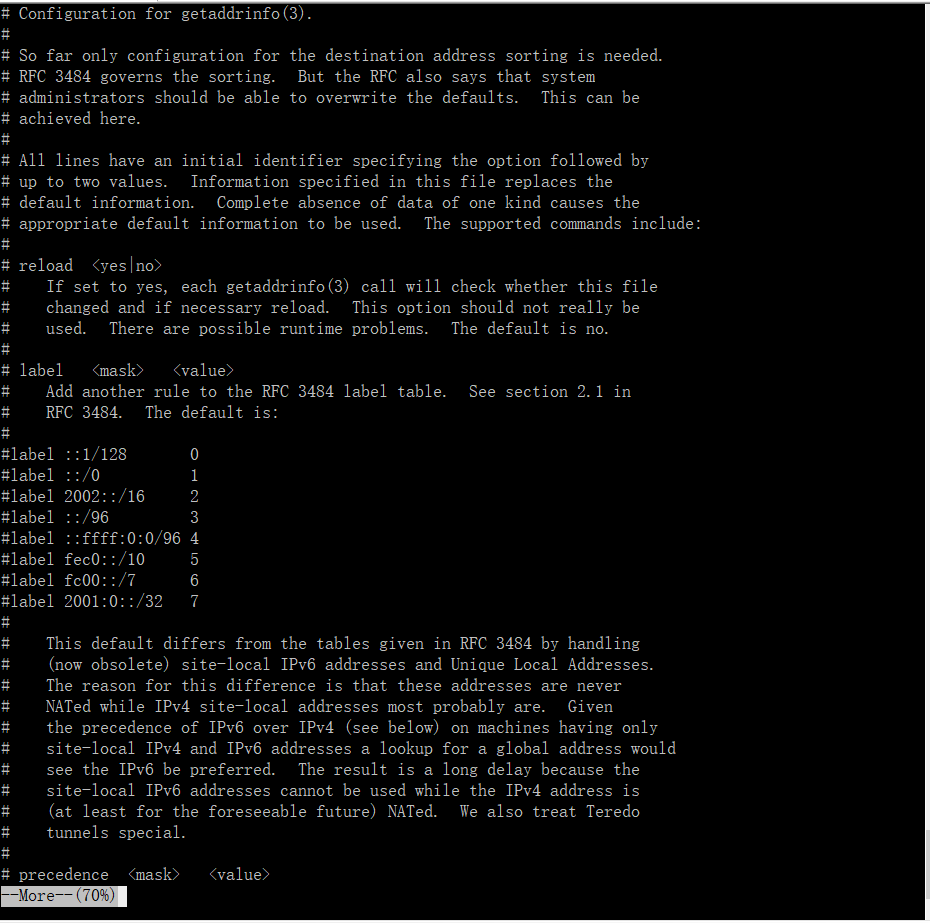 # Configuration for getaddrinfo(3).
#
# So far only configuration for the destination address sorting is needed.
# RFC 3484 governs the sorting.  But the RFC also says that system
# administrators should be able to overwrite the defaults.  This can be
# achieved here.
#
# All lines have an initial identifier specifying the option followed by
# up to two values.  Information specified in this file replaces the
# default information.  Complete absence of data of one kind causes the
# appropriate default information to be used.  The supported commands include:
#
# reload  <yes|no>
#    If set to yes, each getaddrinfo(3) call will check whether this file
#    changed and if necessary reload.  This option should not really be
#    used.  There are possible runtime problems.  The default is no.
#
# label   <mask>   <value>
#    Add another rule to the RFC 3484 label table.  See section 2.1 in
#    RFC 3484.  The default is:
#
#label ::1/128       0
#label ::/0          1
#label 2002::/16     2
#label ::/96         3
#label ::ffff:0:0/96 4
#label fec0::/10     5
#label fc00::/7      6
#label 2001:0::/32   7
#
#    This default differs from the tables given in RFC 3484 by handling
#    (now obsolete) site-local IPv6 addresses and Unique Local Addresses.
#    The reason for this difference is that these addresses are never
#    NATed while IPv4 site-local addresses most probably are.  Given
#    the precedence of IPv6 over IPv4 (see below) on machines having only
#    site-local IPv4 and IPv6 addresses a lookup for a global address would
#    see the IPv6 be preferred.  The result is a long delay because the
#    site-local IPv6 addresses cannot be used while the IPv4 address is
#    (at least for the foreseeable future) NATed.  We also treat Teredo
#    tunnels special.
#
# precedence  <mask>   <value>
--More--(70%)